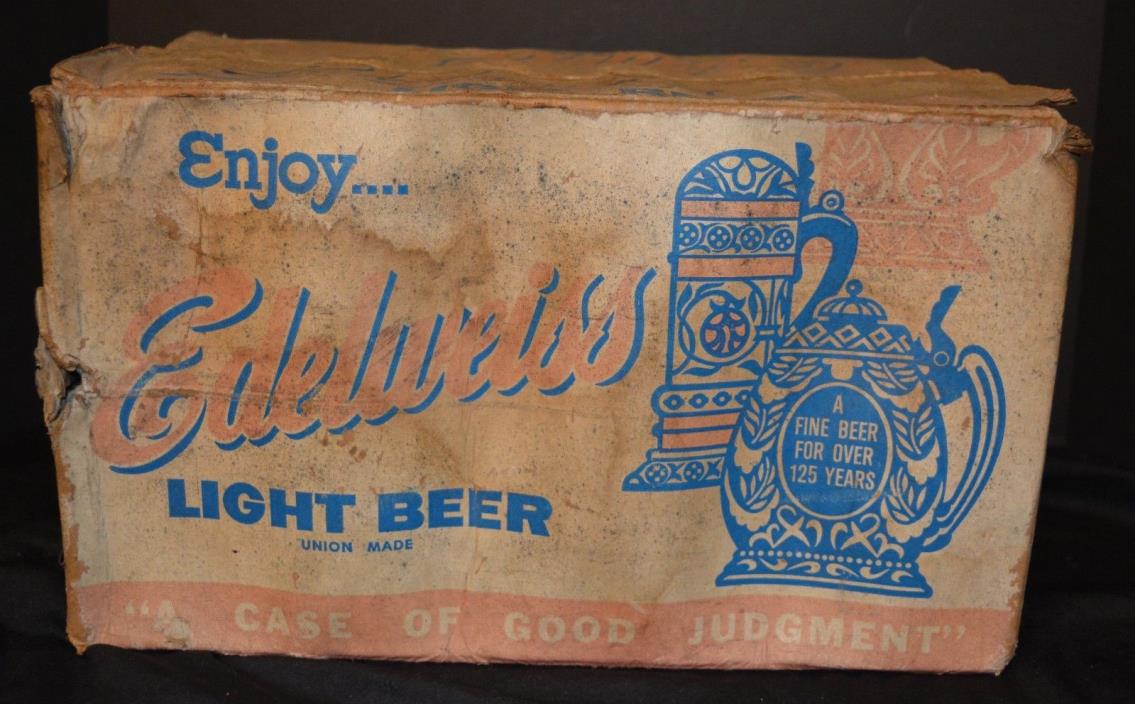 Enjoy....
Edelweiss
LIGHT BEER
UNION MADE
A
FINE BEER
FOR OVER
125 YEARS
"A CASE OF GOOD JUDGMENT"